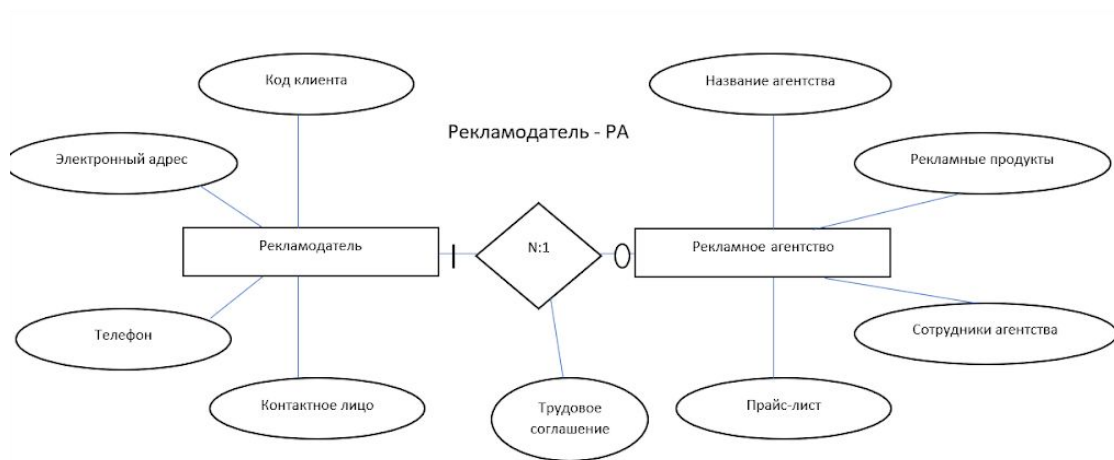 Код клиента
Название агентства
Рекламодатель - РА
Электронный адрес
Рекламные продукты
Рекламодатель
N:1
Рекламное агентство
Телефон
Сотрудники агентства
Контактное лицо
Трудовое
соглашение
Прайс-лист